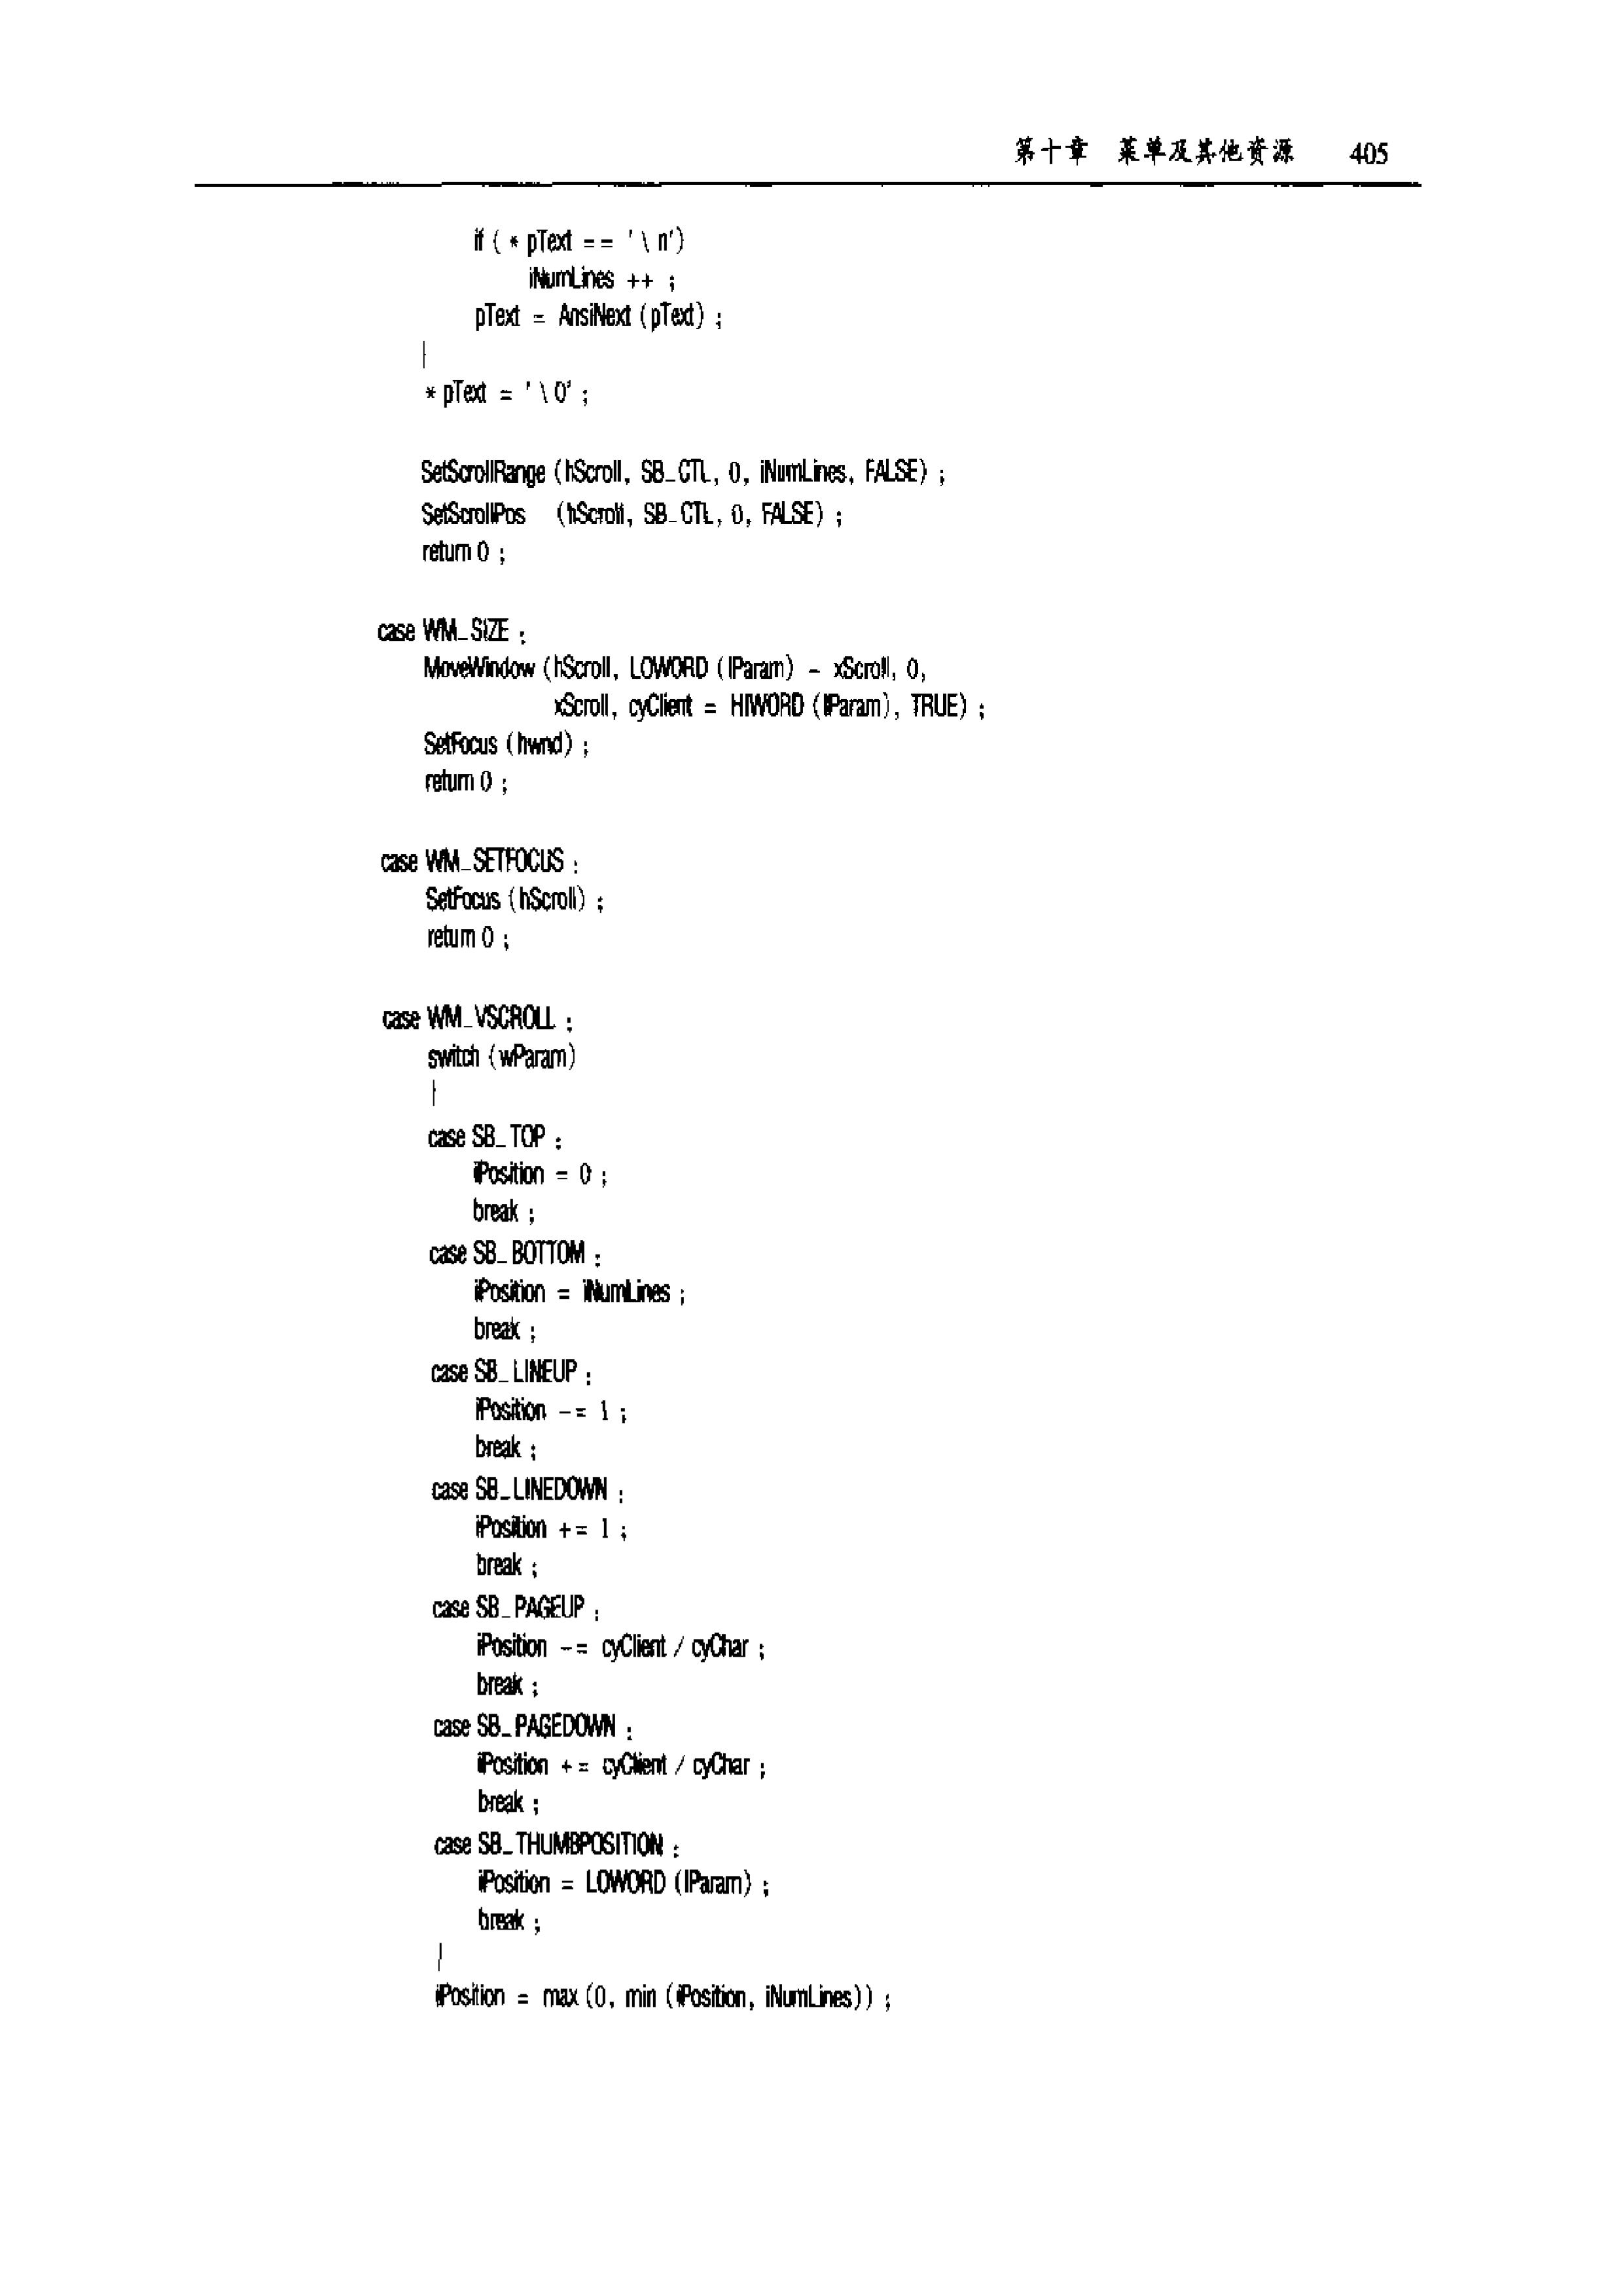 第十章 菜单及其他资源 405
if ( * pText == '\ n')
iNumLines ++ ;
pText = AnsiNext (pText) ;
}
* pText = '\ 0' ;
SetScrollRange (hScroll, SB_CTL, 0, iNumLines, FALSE) ;
SetScrollPos (hScroll, SB_CTL, 0, FALSE) ;
return 0 ;
case WM_SIZE :
MoveWindow (hScroll, LOWORD (lParam) - xScroll, 0,
xScroll, cyClient = HIWORD (lParam), TRUE) ;
SetFocus (hwnd) ;
return 0 ;
case WM_SETFOCUS :
SetFocus (hScroll) ;
return 0 ;
case WM_VSCROLL :
switch (wParam)
{
case SB_TOP :
iPosition = 0 ;
break ;
case SB_BOTTOM :
iPosition = iNumLines ;
break ;
case SB_LINEUP :
iPosition -= 1 ;
break ;
case SB_LINEDOWN :
iPosition += 1 ;
break ;
case SB_PAGEUP :
iPosition -= cyClient / cyChar ;
break ;
case SB_PAGEDOWN :
iPosition += cyClient / cyChar ;
break ;
case SB_THUMBPOSITION :
iPosition = LOWORD (lParam) ;
break ;
}
iPosition = max (0, min (iPosition, iNumLines)) ;